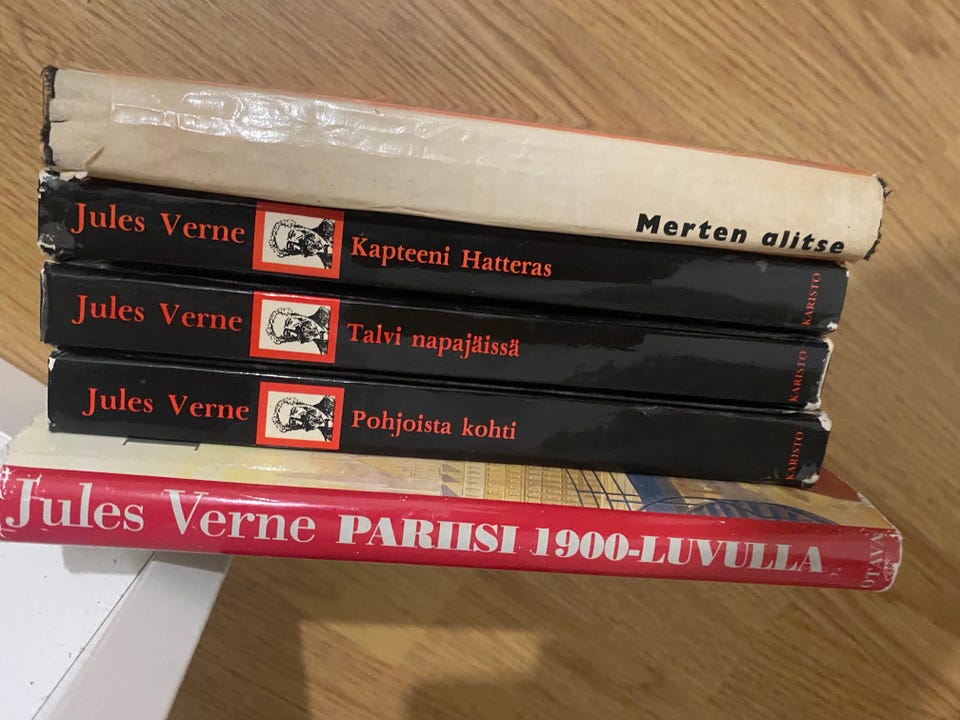 Merten alitse
Jules Verne Kapteeni Hatteras KARISTO
Jules Verne Talvi napajäissä KARISTO
Jules Verne Pohjoista kohti KARISTO
Jules Verne PARIISI 1900-LUVULLA OTAVA